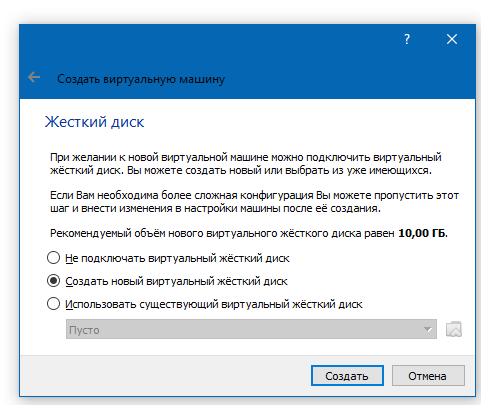 ?
Создать виртуальную машину
Жесткий диск
При желании к новой виртуальной машине можно подключить виртуальный
жёсткий диск. Вы можете создать новый или выбрать из уже имеющихся.
Если Вам необходима более сложная конфигурация Вы можете пропустить этот
шаг и внести изменения в настройки машины после её создания.
Рекомендуемый объём нового виртуального жёсткого диска равен 10,00 ГБ.
Не подключать виртуальный жёсткий диск
Создать новый виртуальный жёсткий диск
Использовать существующий виртуальный жёсткий диск
Пусто
Создать Отмена